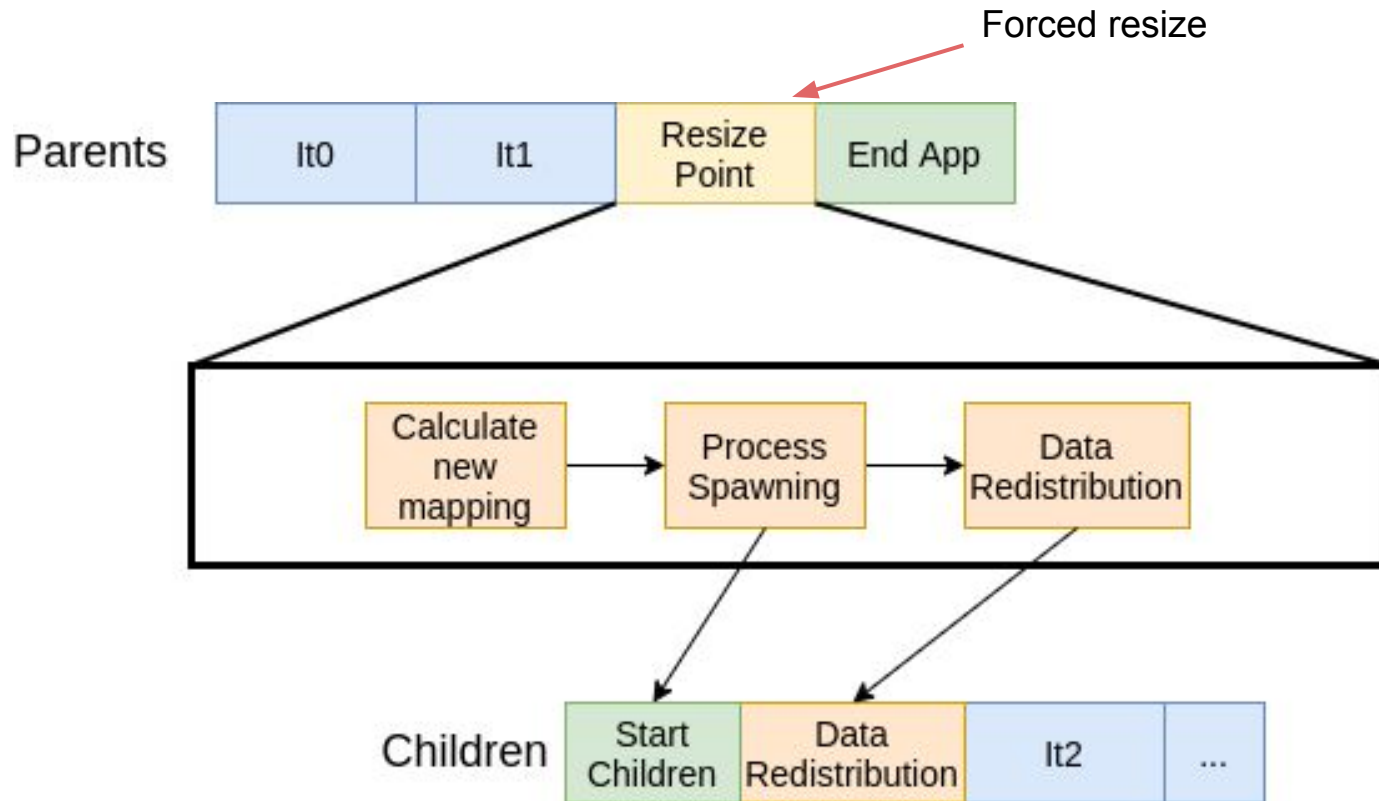 Forced resize
Parents
It0
It1
Resize
Point
End App
Calculate
new
mapping
Process
Spawning
Data
Redistribution
Children
Start
Children
Data
Redistribution
It2
...